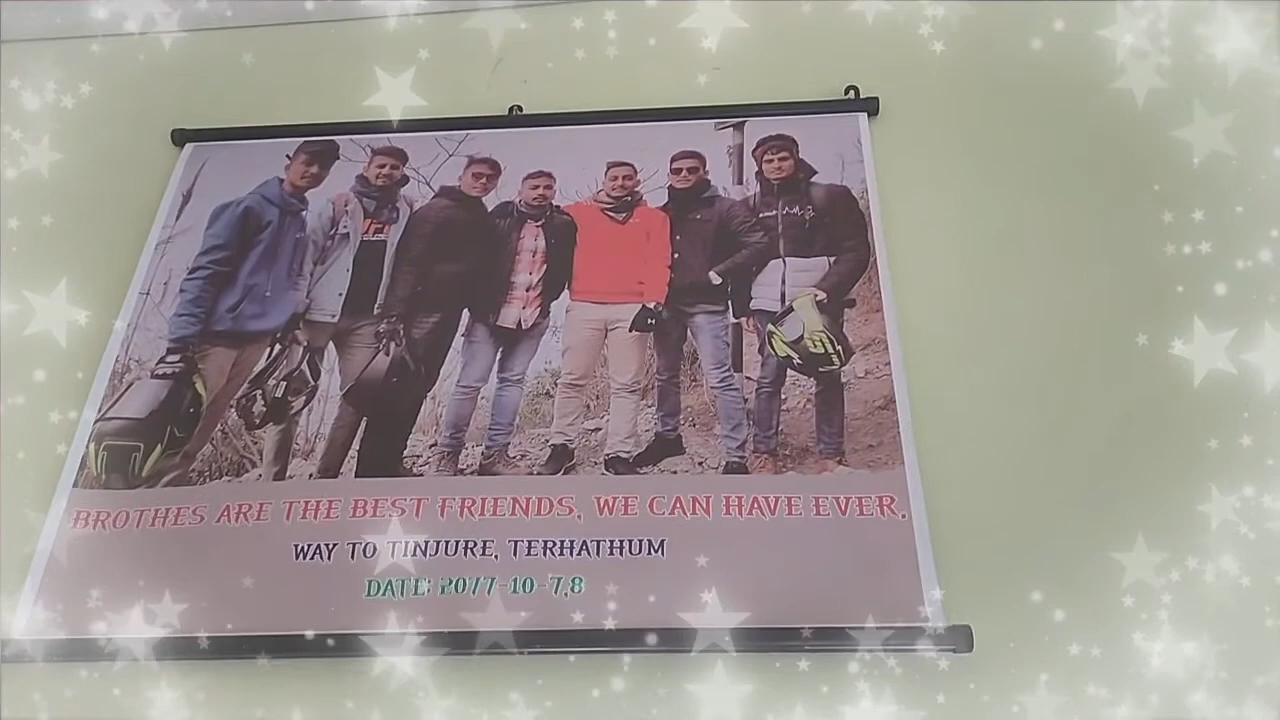 BROTHES ARE THE BEST FRIENDS, WE CAN HAVE EVER.
WAY TO TINJURE, TERHATHUM
DATE: 2077-10-7,8